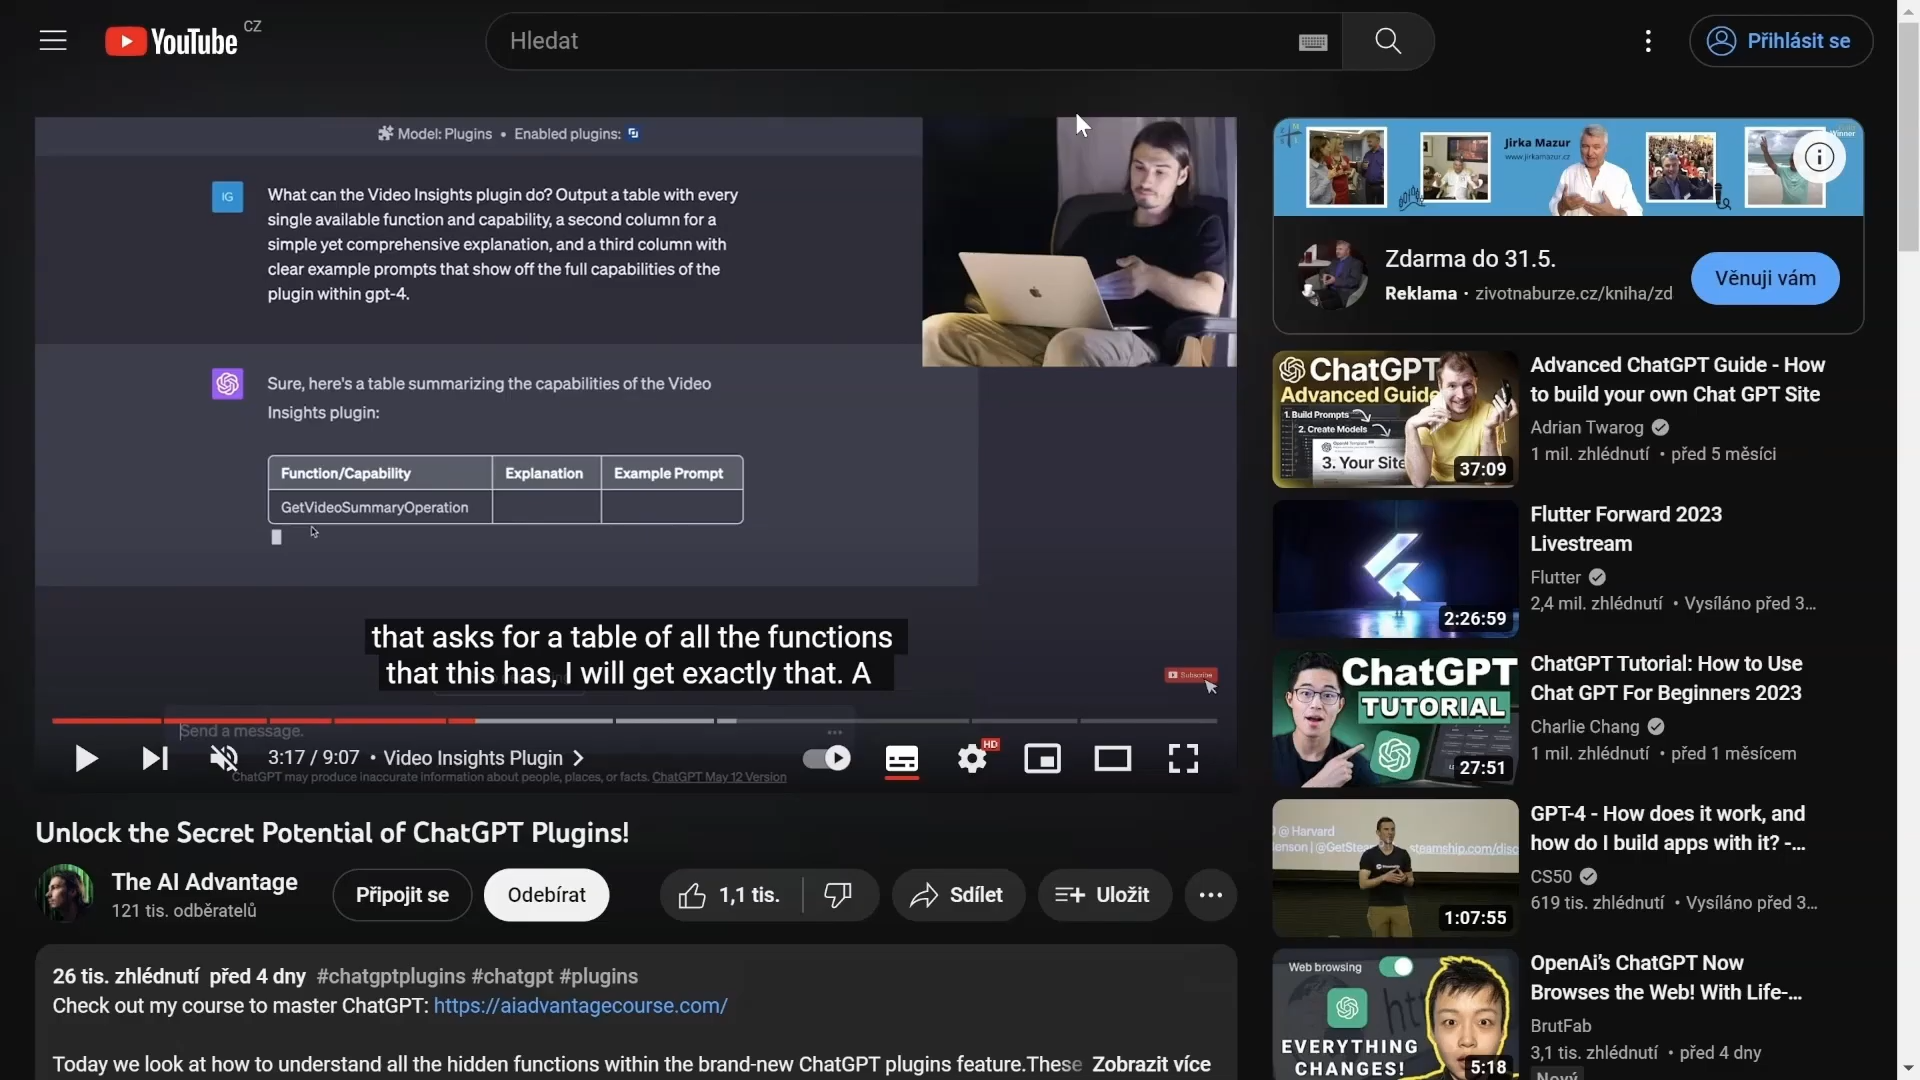 YouTube CZ
Hledat
Přihlásit se
Model: Plugins • Enabled plugins:
IG
What can the Video Insights plugin do? Output a table with every
single available function and capability, a second column for a
simple yet comprehensive explanation, and a third column with
clear example prompts that show off the full capabilities of the
plugin within gpt-4.
Sure, here's a table summarizing the capabilities of the Video
Insights plugin:
Function/Capability Explanation Example Prompt
GetVideoSummaryOperation
that asks for a table of all the functions
that this has, I will get exactly that. A
Subscribe
Send a message.
3:17 / 9:07 • Video Insights Plugin
HD
ChatGPT may produce inaccurate information about people, places, or facts. ChatGPT May 12 Version
Unlock the Secret Potential of ChatGPT Plugins!
The AI Advantage
121 tis. odběratelů
Připojit se
Odebírat
1,1 tis.
Sdílet
Uložit
26 tis. zhlédnutí před 4 dny #chatgptplugins #chatgpt #plugins
Check out my course to master ChatGPT: https://aiadvantagecourse.com/
Today we look at how to understand all the hidden functions within the brand-new ChatGPT plugins feature.These Zobrazit více
Jirka Mazur
www.jirkamazur.cz
Winner
Zdarma do 31.5.
Reklama · zivotnaburze.cz/kniha/zd
Věnuji vám
ChatGPT
Advanced Guide
1. Build Prompts
2. Create Models
3. Your Site
37:09
Advanced ChatGPT Guide - How
to build your own Chat GPT Site
Adrian Twarog
1 mil. zhlédnutí • před 5 měsíci
2:26:59
Flutter Forward 2023
Livestream
Flutter
2,4 mil. zhlédnutí • Vysíláno před 3...
ChatGPT
TUTORIAL
27:51
ChatGPT Tutorial: How to Use
Chat GPT For Beginners 2023
Charlie Chang
1 mil. zhlédnutí • před 1 měsícem
@ Harvard
enson | @GetStea
steamship.com/disc
1:07:55
GPT-4 - How does it work, and
how do I build apps with it? -...
CS50
619 tis. zhlédnutí • Vysíláno před 3...
Web browsing
EVERYTHING
CHANGES!
5:18
OpenAi's ChatGPT Now
Browses the Web! With Life-...
BrutFab
3,1 tis. zhlédnutí • před 4 dny
Nový